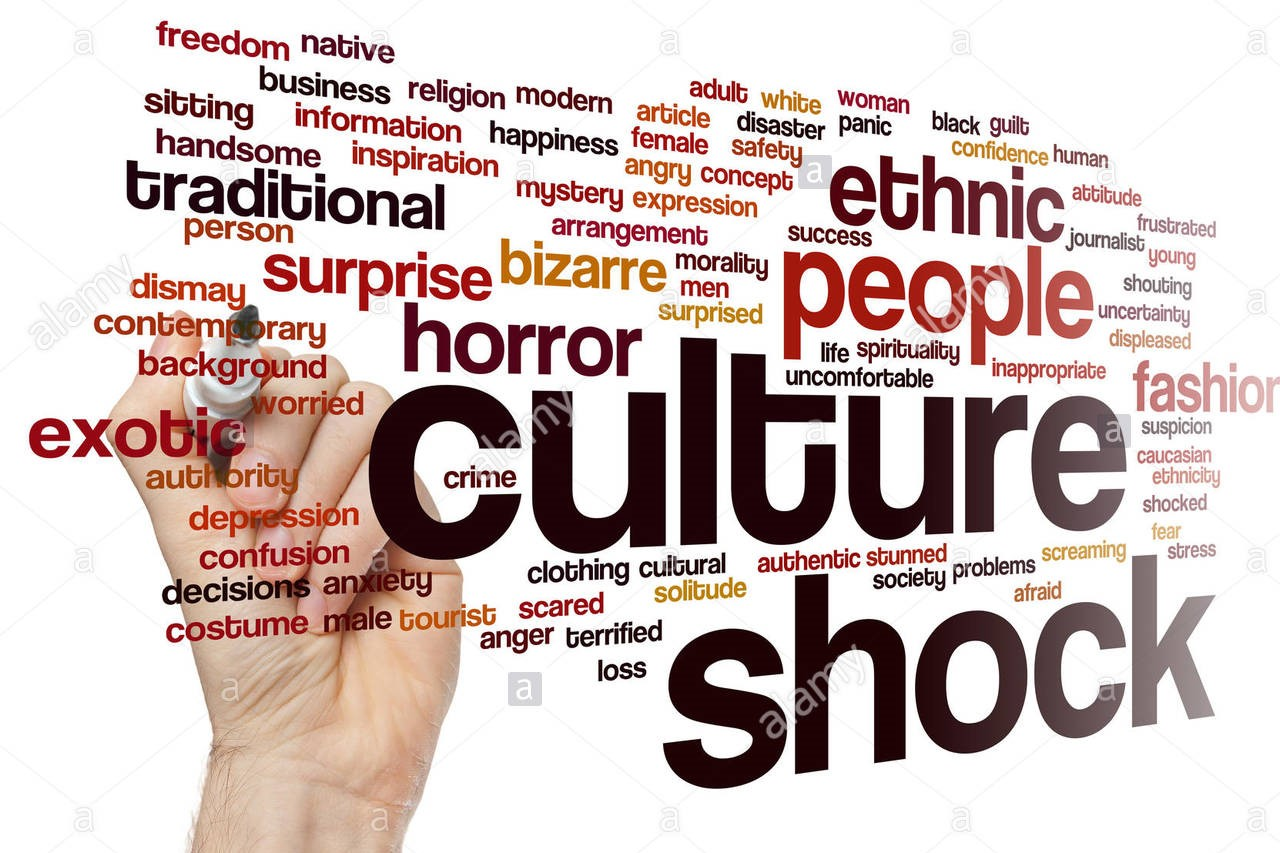 freedom native
business religion modern
adult white woman
sitting information happiness
article disaster panic black guilt
handsome inspiration
female safety confidence human
traditional
angry concept ethnic attitude
mystery expression
person arrangement success journalist frustrated
young
surprise bizarre morality people
dismay men shouting
contemporary horror surprised uncertainty
background life spirituality displeased
uncomfortable inappropriate
worried culture fashion
exotic suspicion
authority crime caucasian
ethnicity
depression shocked
confusion fear
authentic stunned screaming stress
decisions anxiety clothing cultural society problems
costume male tourist scared solitude afraid
anger terrified shock
loss
alamy
alamy
alamy
alamy
a
a
a